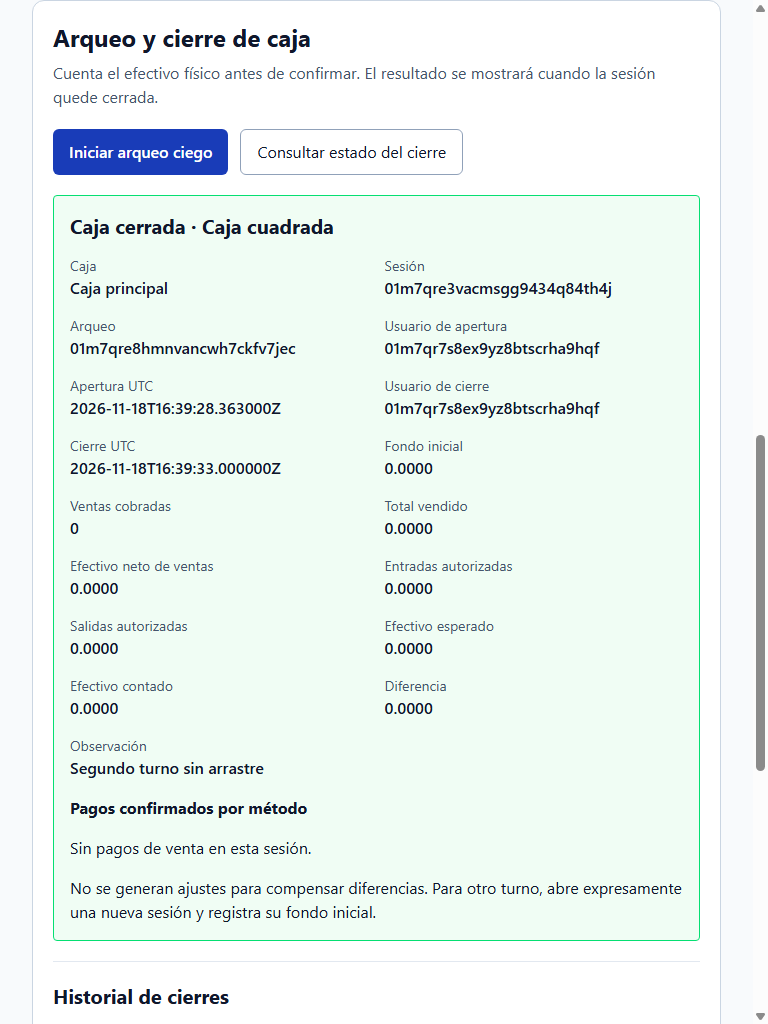 Arqueo y cierre de caja
Cuenta el efectivo físico antes de confirmar. El resultado se mostrará cuando la sesión
quede cerrada.
Iniciar arqueo ciego
Consultar estado del cierre
Caja cerrada · Caja cuadrada
Caja
Caja principal
Sesión
01m7qre3vacmsgg9434q84th4j
Arqueo
01m7qre8hmnvancwh7ckfv7jec
Usuario de apertura
01m7qr7s8ex9yz8btscrha9hqf
Apertura UTC
2026-11-18T16:39:28.363000Z
Usuario de cierre
01m7qr7s8ex9yz8btscrha9hqf
Cierre UTC
2026-11-18T16:39:33.000000Z
Fondo inicial
0.0000
Ventas cobradas
0
Total vendido
0.0000
Efectivo neto de ventas
0.0000
Entradas autorizadas
0.0000
Salidas autorizadas
0.0000
Efectivo esperado
0.0000
Efectivo contado
0.0000
Diferencia
0.0000
Observación
Segundo turno sin arrastre
Pagos confirmados por método
Sin pagos de venta en esta sesión.
No se generan ajustes para compensar diferencias. Para otro turno, abre expresamente
una nueva sesión y registra su fondo inicial.
Historial de cierres